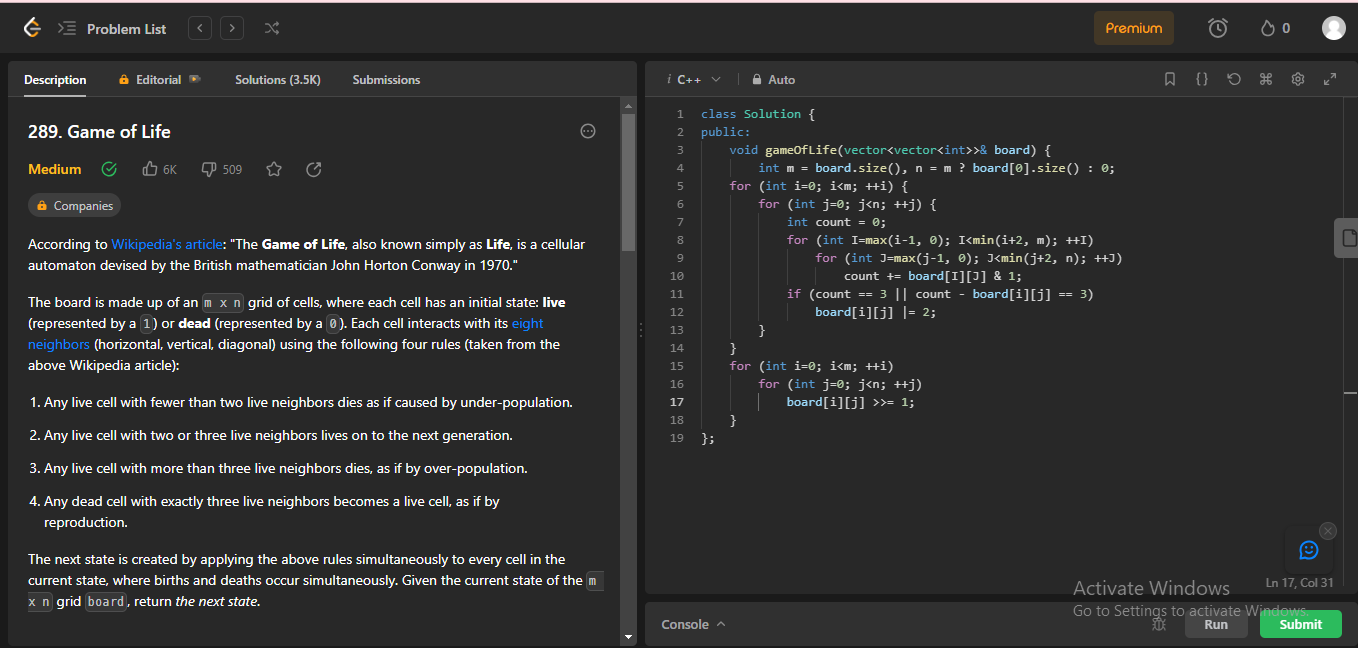 Problem List
Premium
0
Description
Editorial
Solutions (3.5K)
Submissions
289. Game of Life
Medium
6K
509
Companies
According to Wikipedia's article: "The Game of Life, also known simply as Life, is a cellular
automaton devised by the British mathematician John Horton Conway in 1970."
The board is made up of an m x n grid of cells, where each cell has an initial state: live
(represented by a 1) or dead (represented by a 0). Each cell interacts with its eight
neighbors (horizontal, vertical, diagonal) using the following four rules (taken from the
above Wikipedia article):
1. Any live cell with fewer than two live neighbors dies as if caused by under-population.
2. Any live cell with two or three live neighbors lives on to the next generation.
3. Any live cell with more than three live neighbors dies, as if by over-population.
4. Any dead cell with exactly three live neighbors becomes a live cell, as if by
reproduction.
The next state is created by applying the above rules simultaneously to every cell in the
current state, where births and deaths occur simultaneously. Given the current state of the m
x n grid board, return the next state.
i C++
Auto
1 class Solution {
2 public:
3     void gameOfLife(vector<vector<int>>& board) {
4         int m = board.size(), n = m ? board[0].size() : 0;
5     for (int i=0; i<m; ++i) {
6         for (int j=0; j<n; ++j) {
7             int count = 0;
8             for (int I=max(i-1, 0); I<min(i+2, m); ++I)
9                 for (int J=max(j-1, 0); J<min(j+2, n); ++J)
10                     count += board[I][J] & 1;
11             if (count == 3 || count - board[i][j] == 3)
12                 board[i][j] |= 2;
13         }
14     }
15     for (int i=0; i<m; ++i)
16         for (int j=0; j<n; ++j)
17             board[i][j] >>= 1;
18     }
19 };
Ln 17, Col 31
Activate Windows
Go to Settings to activate Windows.
Console
Run
Submit